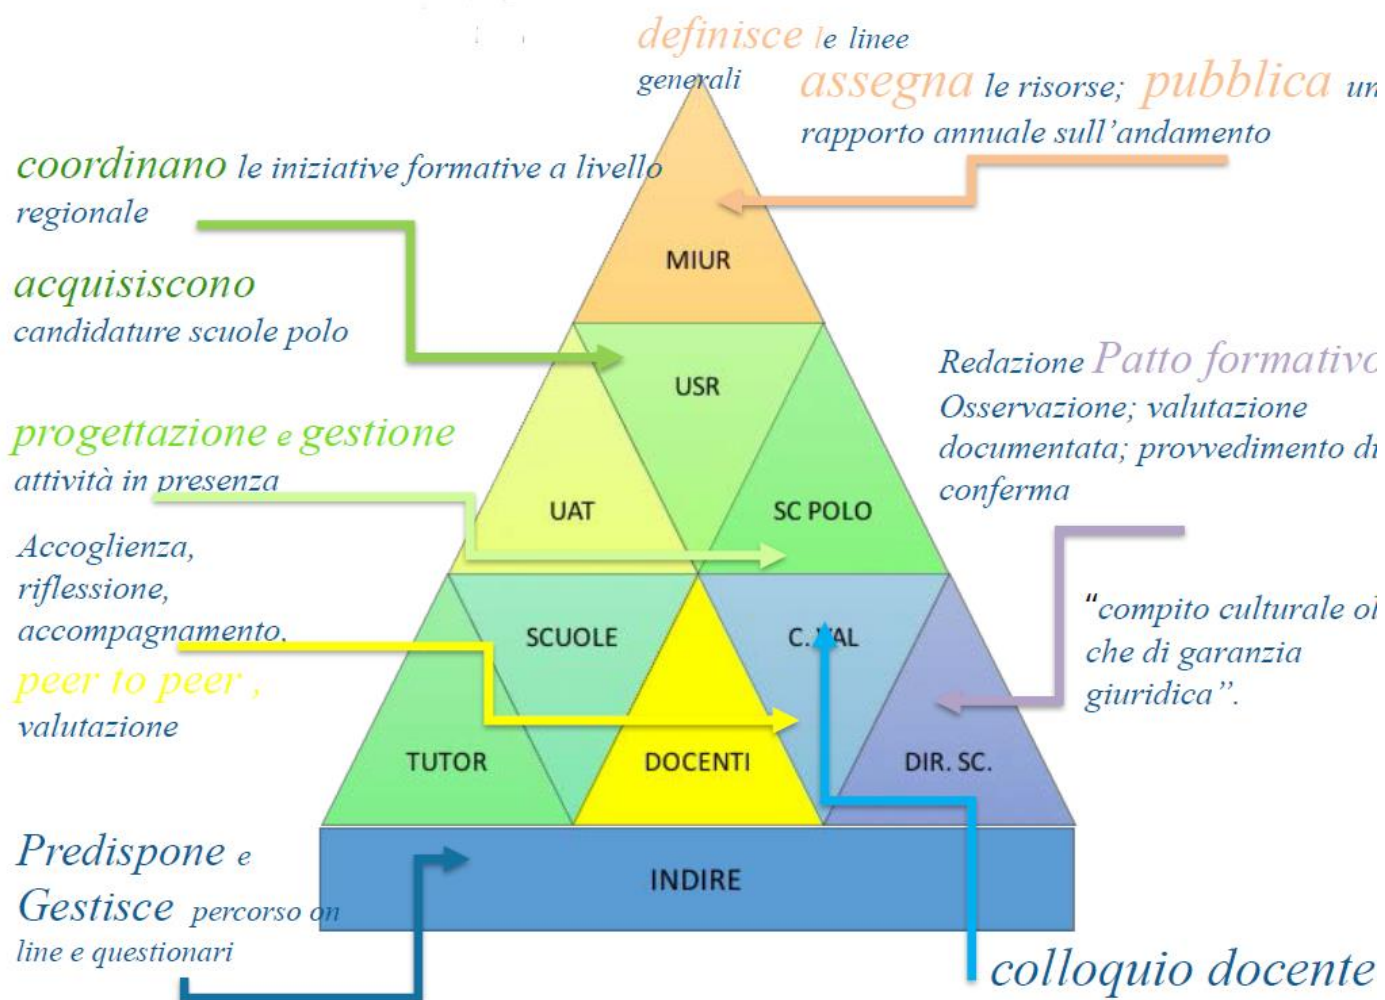 definisce le linee
generali
assegna le risorse; pubblica un
rapporto annuale sull’andamento
coordinano le iniziative formative a livello
regionale
acquisiscono
candidature scuole polo
progettazione e gestione
attività in presenza
Accoglienza,
riflessione,
accompagnamento,
peer to peer ,
valutazione
Predispone e
Gestisce percorso on
line e questionari
MIUR
USR
UAT
SC POLO
SCUOLE
C. VAL
TUTOR
DOCENTI
DIR. SC.
INDIRE
Redazione Patto formativo
Osservazione; valutazione
documentata; provvedimento di
conferma
“compito culturale ol
che di garanzia
giuridica”.
colloquio docente